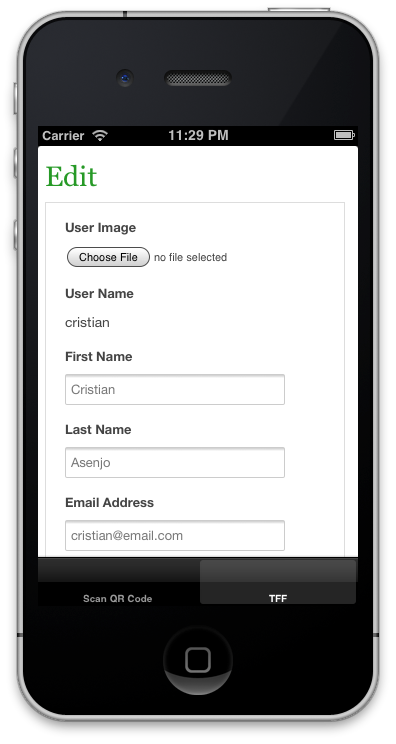 Carrier 11:29 PM
Edit
User Image
Choose File no file selected
User Name
cristian
First Name
Cristian
Last Name
Asenjo
Email Address
cristian@email.com
Scan QR Code TFF